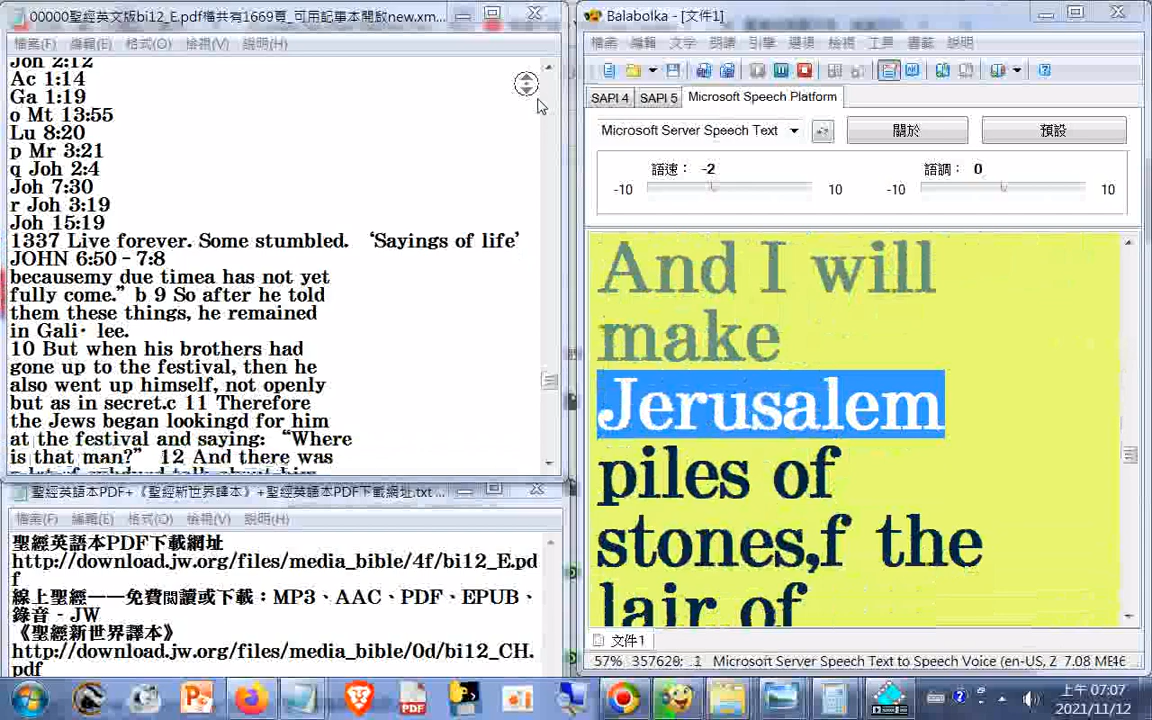 00000聖經英文版bi12_E.pdf檔共有1669頁_可用記事本開啟new.xm...
檔案(F) 編輯(E) 格式(O) 檢視(V) 說明(H)
Joh 2:12
Ac 1:14
Ga 1:19
o Mt 13:55
Lu 8:20
p Mr 3:21
q Joh 2:4
Joh 7:30
r Joh 3:19
Joh 15:19
1337 Live forever. Some stumbled. ‘Sayings of life’
JOHN 6:50–7:8
becausemy due timea has not yet
fully come.” b 9 So after he told
them these things, he remained
in Gali· lee.
10 But when his brothers had
gone up to the festival, then he
also went up himself, not openly
but as in secret.c 11 Therefore
the Jews began lookingd for him
at the festival and saying: “Where
is that man?” 12 And there was
a lot of subdued talk about him
聖經英語本PDF+《聖經新世界譯本》+聖經英語本PDF下載網址.txt ...
檔案(F) 編輯(E) 格式(O) 檢視(V) 說明(H)
聖經英語本PDF下載網址
http://download.jw.org/files/media_bible/4f/bi12_E.pd
f
線上聖經——免費閱讀或下載：MP3、AAC、PDF、EPUB、
錄音 - JW
《聖經新世界譯本》
http://download.jw.org/files/media_bible/0d/bi12_CH.
pdf
Balabolka - [文件1]
檔案 編輯 文字 朗讀 引擎 選項 檢視 工具 書籤 說明
SAPI 4 SAPI 5 Microsoft Speech Platform
Microsoft Server Speech Text 關於 預設
語速： -2 語調： 0
-10 10 -10 10
And I will
make
Jerusalem
piles of
stones,f the
lair of
文件1
57% Microsoft Server Speech Text to Speech Voice (en-US, Z 7.08 ME
PDF
上午 07:07
2021/11/12